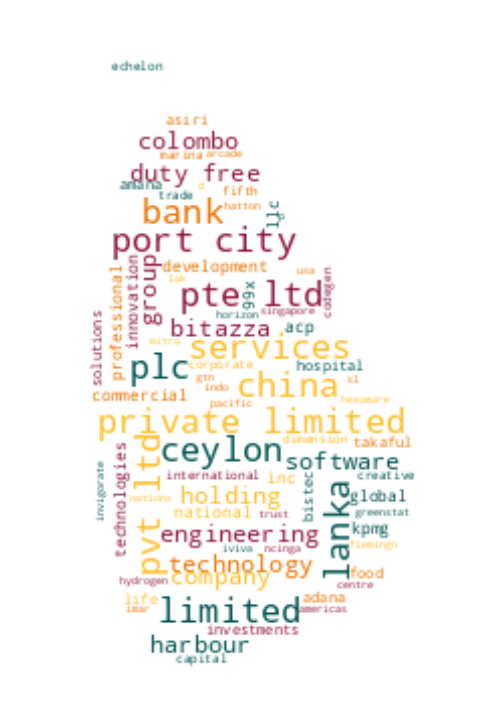 echelon
asiri
colombo
marina arcade
duty free
amana
trade
d
fifth
bank
hatton
llc
port city
group
innovation
professional
development
lak
usa
codegen
pte ltd
99x
singapore
horizon
bitazza
acp
solutions
mitra
services
plc
corporate
hospital
gtn
indo
china
sl
commercial
pacific
hexaware
private limited
pvt ltd
ceylon
dimension
takaful
technologies
invigorate
software
international
inc
creative
bistec
lanka
nations
holding
global
greenstat
national
trust
kpmg
engineering
flamingo
iviva
ncinga
technology
hydrogen
company
food
centre
life
imar
limited
adana
americas
investments
harbour
capital